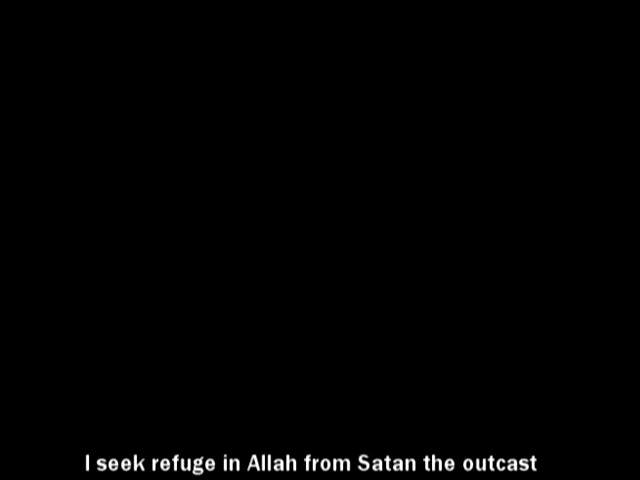 I seek refuge in Allah from Satan the outcast